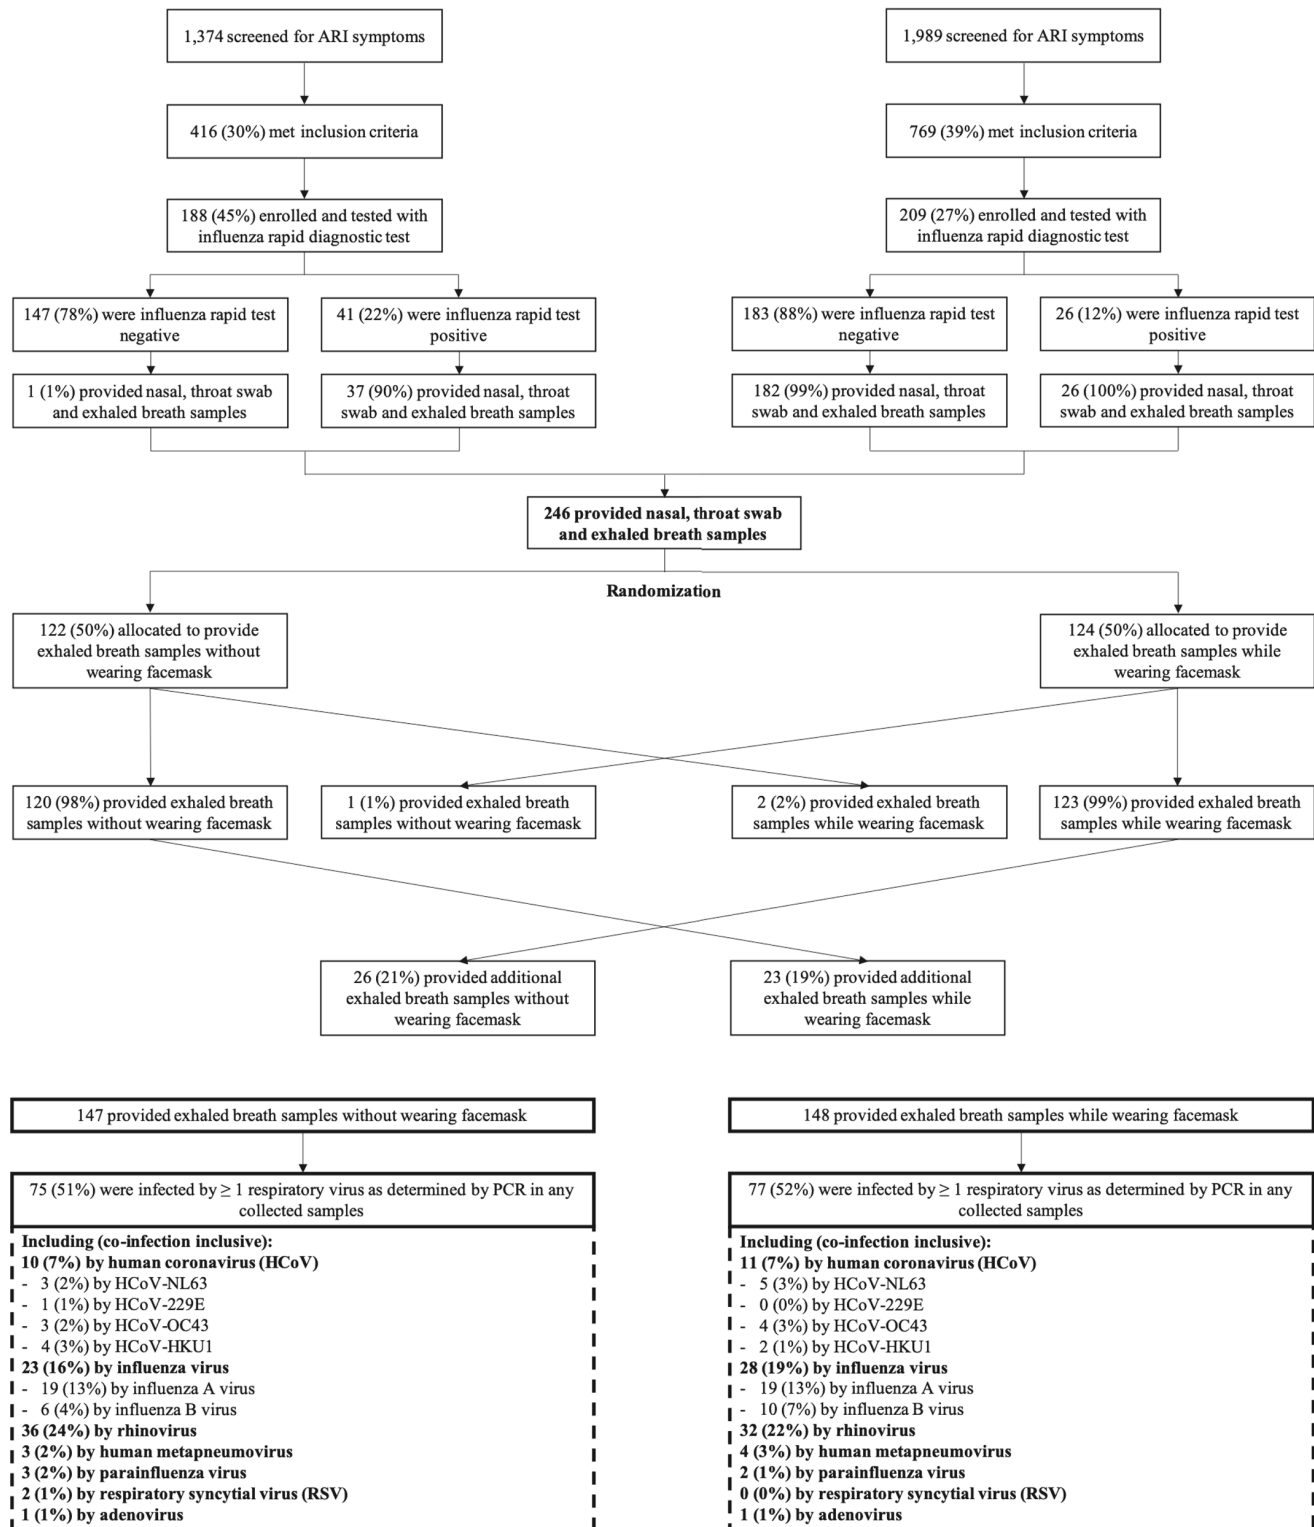 1,374 screened for ARI symptoms
1,989 screened for ARI symptoms
416 (30%) met inclusion criteria
769 (39%) met inclusion criteria
188 (45%) enrolled and tested with
influenza rapid diagnostic test
209 (27%) enrolled and tested with
influenza rapid diagnostic test
147 (78%) were influenza rapid test
negative
41 (22%) were influenza rapid test
positive
183 (88%) were influenza rapid test
negative
26 (12%) were influenza rapid test
positive
1 (1%) provided nasal, throat swab
and exhaled breath samples
37 (90%) provided nasal, throat
swab and exhaled breath samples
182 (99%) provided nasal, throat
swab and exhaled breath samples
26 (100%) provided nasal, throat
swab and exhaled breath samples
246 provided nasal, throat swab
and exhaled breath samples
Randomization
122 (50%) allocated to provide
exhaled breath samples without
wearing facemask
124 (50%) allocated to provide
exhaled breath samples while
wearing facemask
120 (98%) provided exhaled breath
samples without wearing facemask
1 (1%) provided exhaled breath
samples without wearing facemask
2 (2%) provided exhaled breath
samples while wearing facemask
123 (99%) provided exhaled breath
samples while wearing facemask
26 (21%) provided additional
exhaled breath samples without
wearing facemask
23 (19%) provided additional
exhaled breath samples while
wearing facemask
147 provided exhaled breath samples without wearing facemask
148 provided exhaled breath samples while wearing facemask
75 (51%) were infected by ≥ 1 respiratory virus as determined by PCR in any
collected samples
Including (co-infection inclusive):
10 (7%) by human coronavirus (HCoV)
- 3 (2%) by HCoV-NL63
- 1 (1%) by HCoV-229E
- 3 (2%) by HCoV-OC43
- 4 (3%) by HCoV-HKU1
23 (16%) by influenza virus
- 19 (13%) by influenza A virus
- 6 (4%) by influenza B virus
36 (24%) by rhinovirus
3 (2%) by human metapneumovirus
3 (2%) by parainfluenza virus
2 (1%) by respiratory syncytial virus (RSV)
1 (1%) by adenovirus
77 (52%) were infected by ≥ 1 respiratory virus as determined by PCR in any
collected samples
Including (co-infection inclusive):
11 (7%) by human coronavirus (HCoV)
- 5 (3%) by HCoV-NL63
- 0 (0%) by HCoV-229E
- 4 (3%) by HCoV-OC43
- 2 (1%) by HCoV-HKU1
28 (19%) by influenza virus
- 19 (13%) by influenza A virus
- 10 (7%) by influenza B virus
32 (22%) by rhinovirus
4 (3%) by human metapneumovirus
2 (1%) by parainfluenza virus
0 (0%) by respiratory syncytial virus (RSV)
1 (1%) by adenovirus